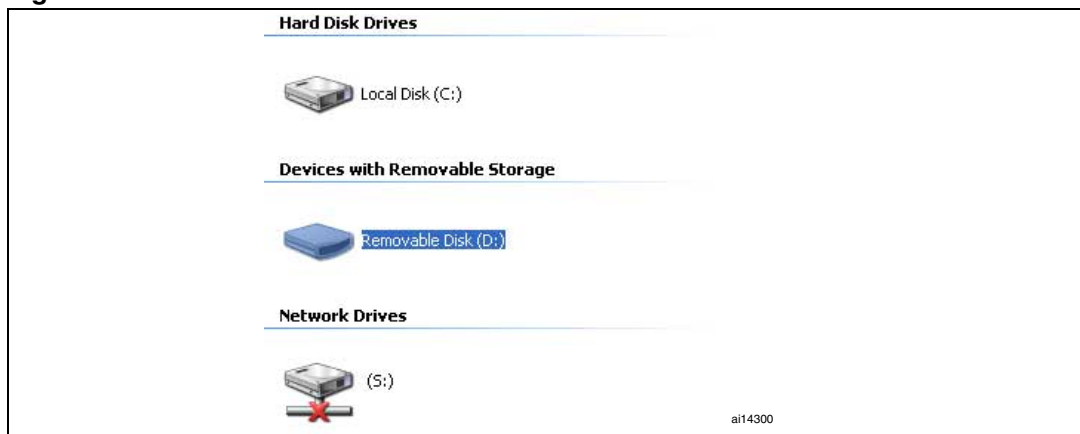 Hard Disk Drives
Local Disk (C:)
Devices with Removable Storage
Removable Disk (D:)
Network Drives
(S:)
ai14300